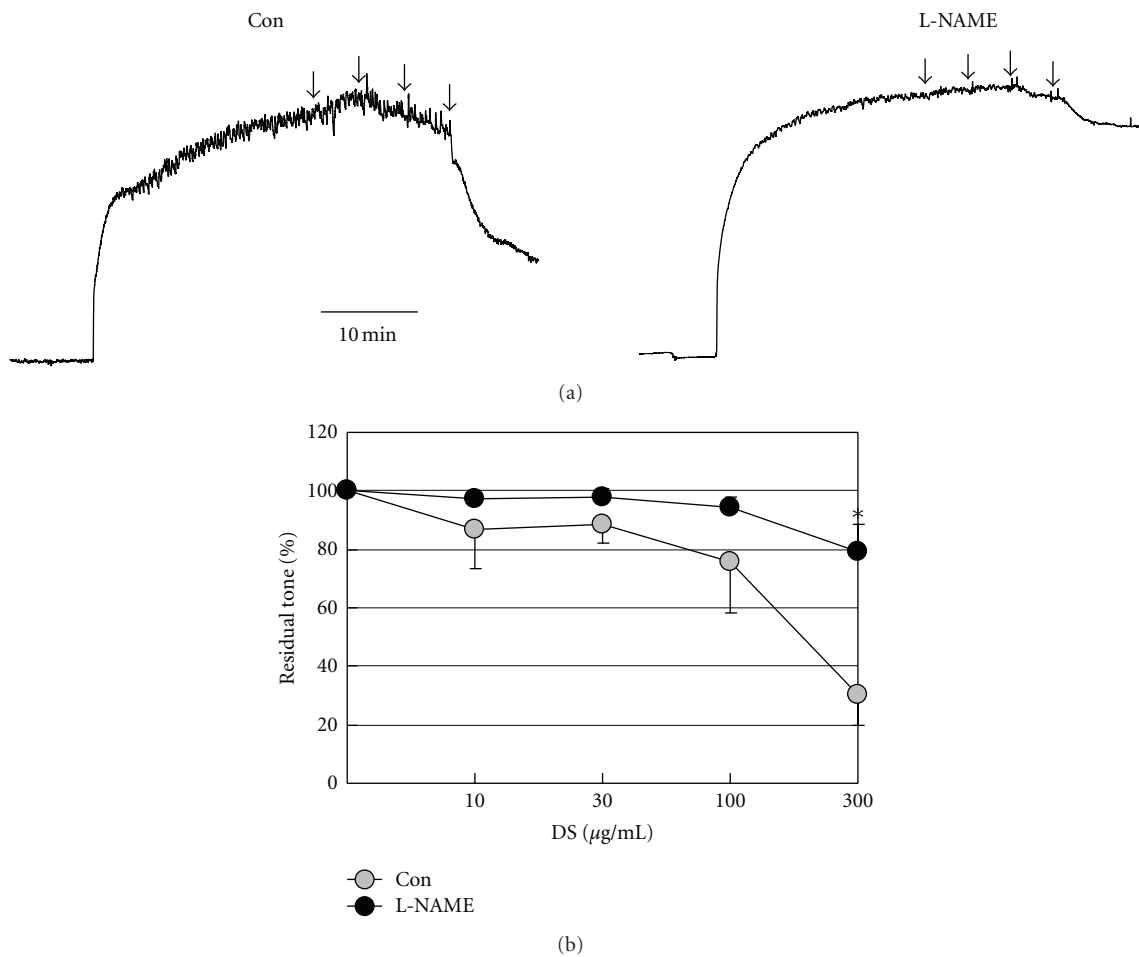 Con
L-NAME
10 min
(a)
120
100
80
60
40
20
0
Residual tone (%)
*
10
30
100
300
DS (μg/mL)
Con
L-NAME
(b)